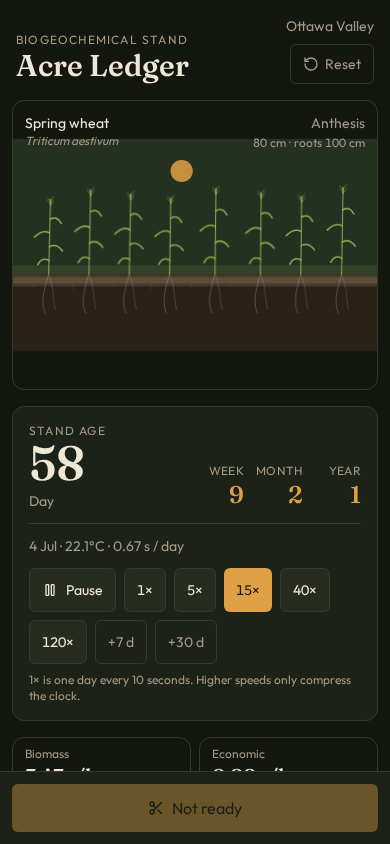 Ottawa Valley
BIOGEOCHEMICAL STAND
Acre Ledger
Reset
Spring wheat
Anthesis
Triticum aestivum
80 cm · roots 100 cm
STAND AGE
58
Day
WEEK MONTH YEAR
9 2 1
4 Jul · 22.1°C · 0.67 s / day
Pause 1× 5× 15× 40×
120× +7 d +30 d
1× is one day every 10 seconds. Higher speeds only compress
the clock.
Biomass
Economic
Not ready